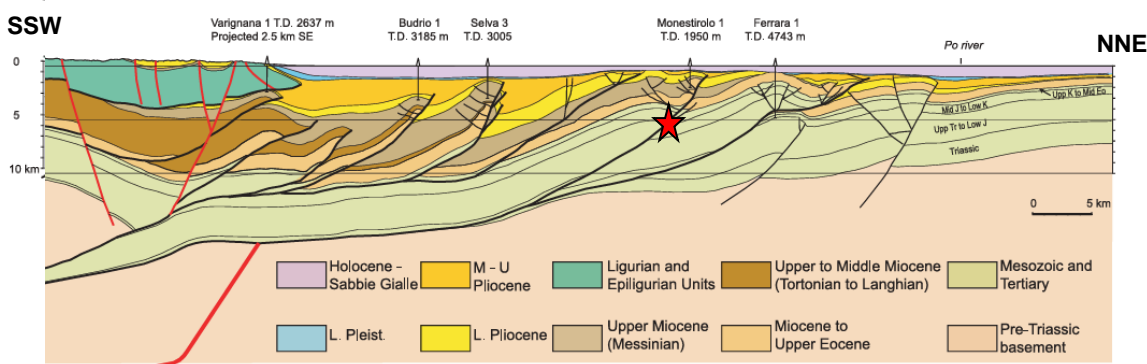 SSW
Varignana 1 T.D. 2637 m
Projected 2.5 km SE
Budrio 1
T.D. 3185 m
Selva 3
T.D. 3005
Monestirolo 1
T.D. 1950 m
Ferrara 1
T.D. 4743 m
Po river
NNE
0
5
10 km
Upp K to Mid Eo.
Mid J to Low K
Upp Tr to Low J
Triassic
0 5 km
Holocene -
Sabbie Gialle
M - U
Pliocene
Ligurian and
Epiligurian Units
Upper to Middle Miocene
(Tortonian to Langhian)
Mesozoic and
Tertiary
L. Pleist.
L. Pliocene
Upper Miocene
(Messinian)
Miocene to
Upper Eocene
Pre-Triassic
basement